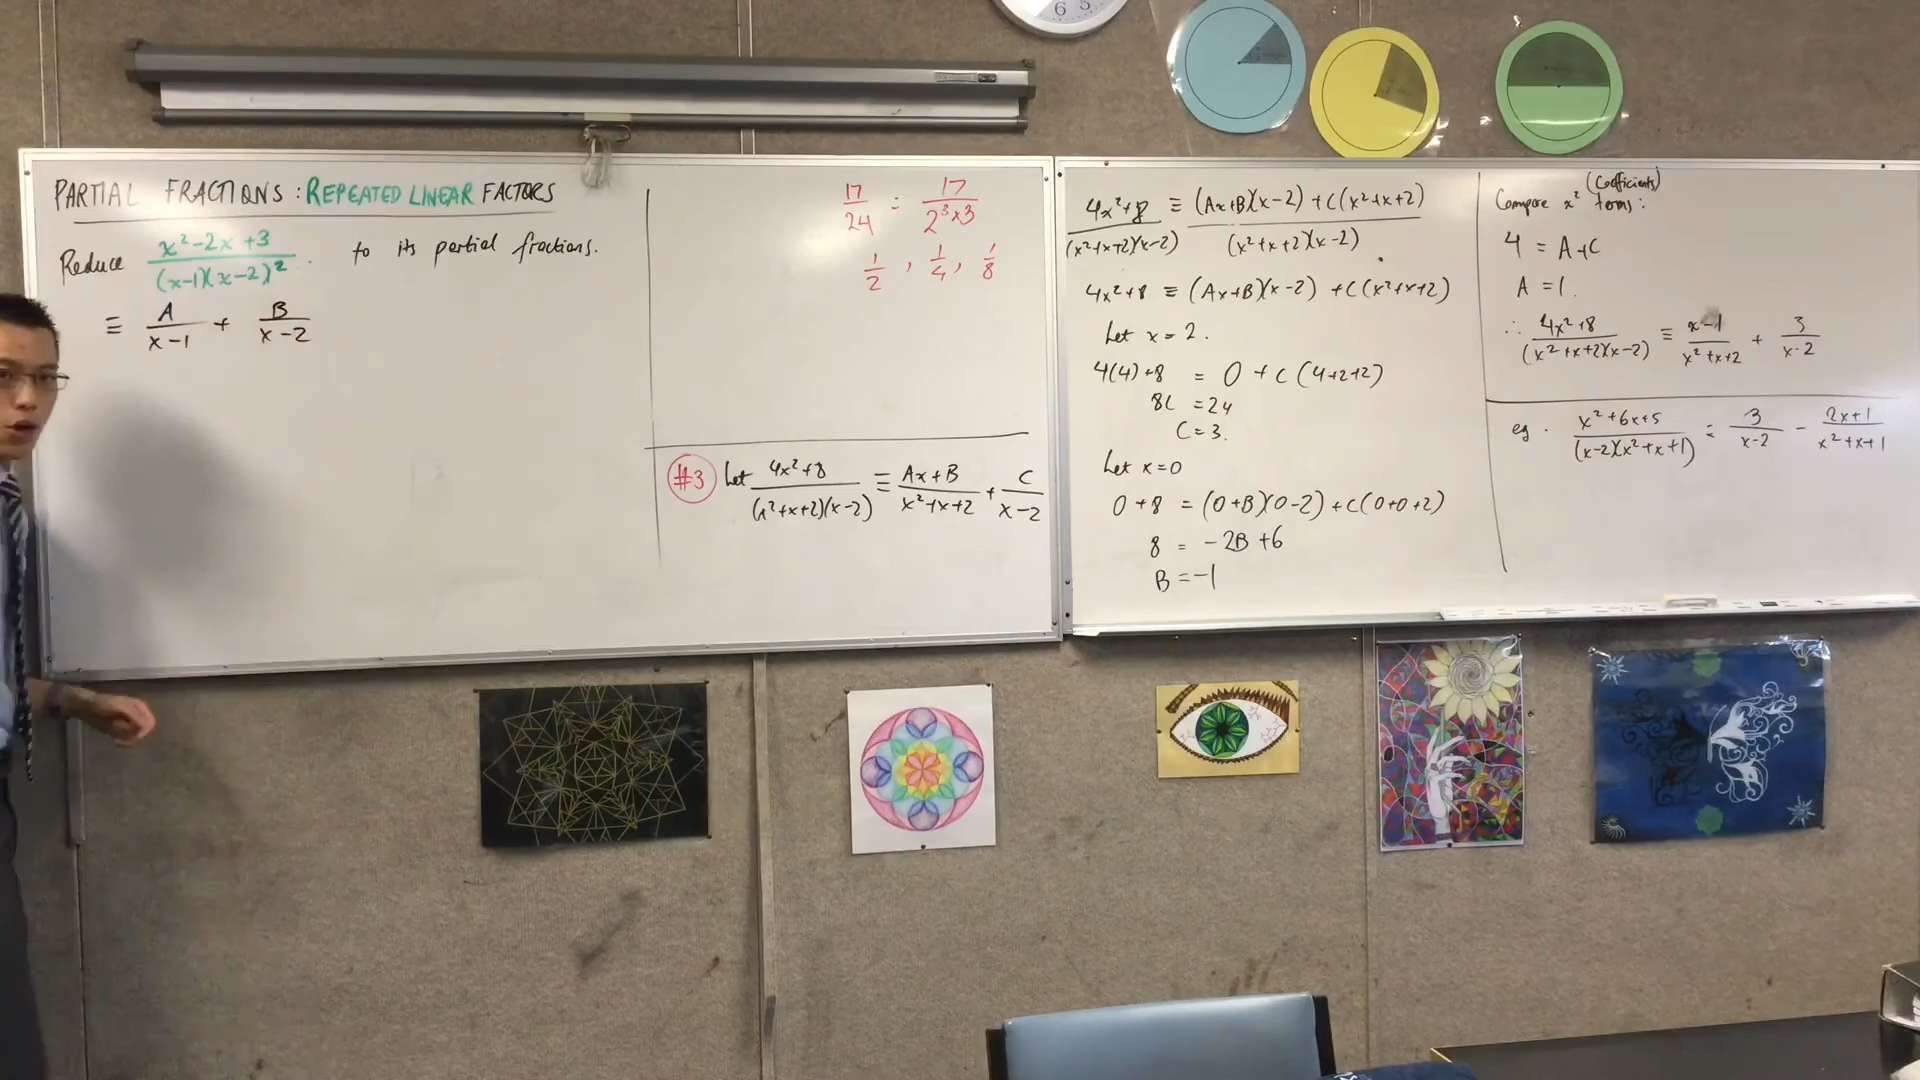 6 5
PARTIAL FRACTIONS : REPEATED LINEAR FACTORS
Reduce (x²-2x+3)/((x-1)(x-2)²) to its partial fractions.
≡ A/(x-1) + B/(x-2)
17/24 = 17/(2³×3)
1/2 , 1/4 , 1/8
#3 Let (4x²+8)/((x²+x+2)(x-2)) ≡ (Ax+B)/(x²+x+2) + C/(x-2)
(4x²+8)/((x²+x+2)(x-2)) ≡ ((Ax+B)(x-2)+C(x²+x+2))/((x²+x+2)(x-2))
4x²+8 ≡ (Ax+B)(x-2) + C(x²+x+2)
Let x=2.
4(4)+8 = 0 + C(4+2+2)
8C = 24
C=3.
Let x=0
0+8 = (0+B)(0-2)+C(0+0+2)
8 = -2B+6
B=-1
(Coefficients)
Compare x² terms:
4 = A+C
A = 1.
∴ (4x²+8)/((x²+x+2)(x-2)) ≡ (x-1)/(x²+x+2) + 3/(x-2)
eg. (x²+6x+5)/((x-2)(x²+x+1)) = 3/(x-2) - (2x+1)/(x²+x+1)